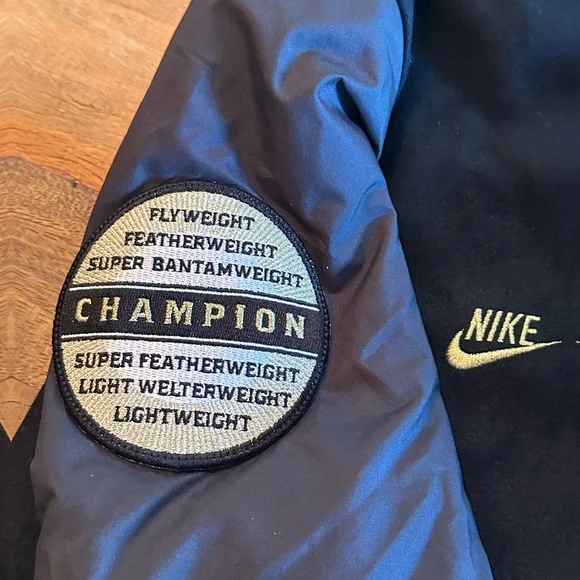 FLYWEIGHT
FEATHERWEIGHT
SUPER BANTAMWEIGHT
CHAMPION
SUPER FEATHERWEIGHT
LIGHT WELTERWEIGHT
LIGHTWEIGHT
NIKE